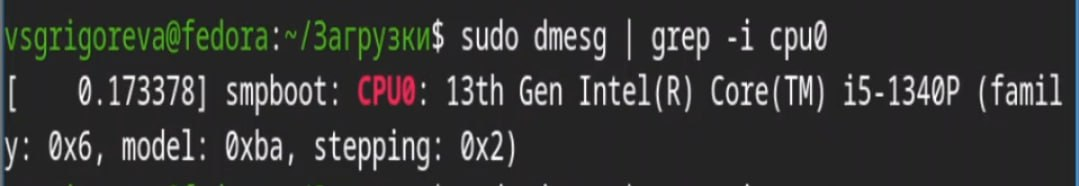 vsgrigoreva@fedora:~/Загрузки$ sudo dmesg | grep -i cpu0
[    0.173378] smpboot: CPU0: 13th Gen Intel(R) Core(TM) i5-1340P (famil
y: 0x6, model: 0xba, stepping: 0x2)